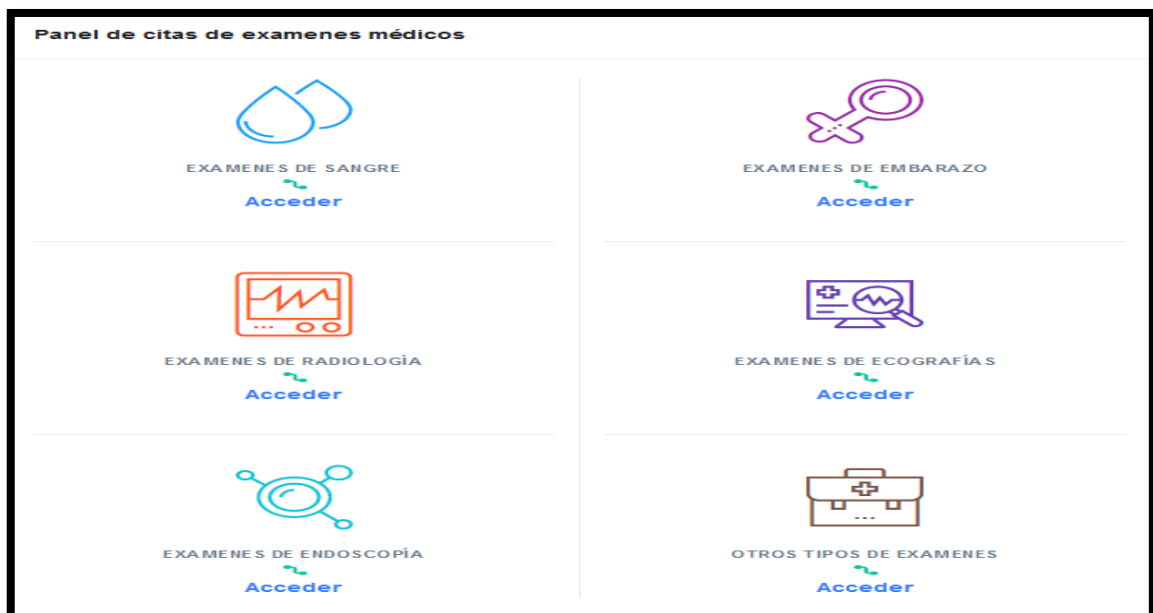 Panel de citas de examenes médicos
EXAMENES DE SANGRE
Acceder
EXAMENES DE EMBARAZO
Acceder
EXAMENES DE RADIOLOGÍA
Acceder
EXAMENES DE ECOGRAFÍAS
Acceder
EXAMENES DE ENDOSCOPÍA
Acceder
OTROS TIPOS DE EXAMENES
Acceder